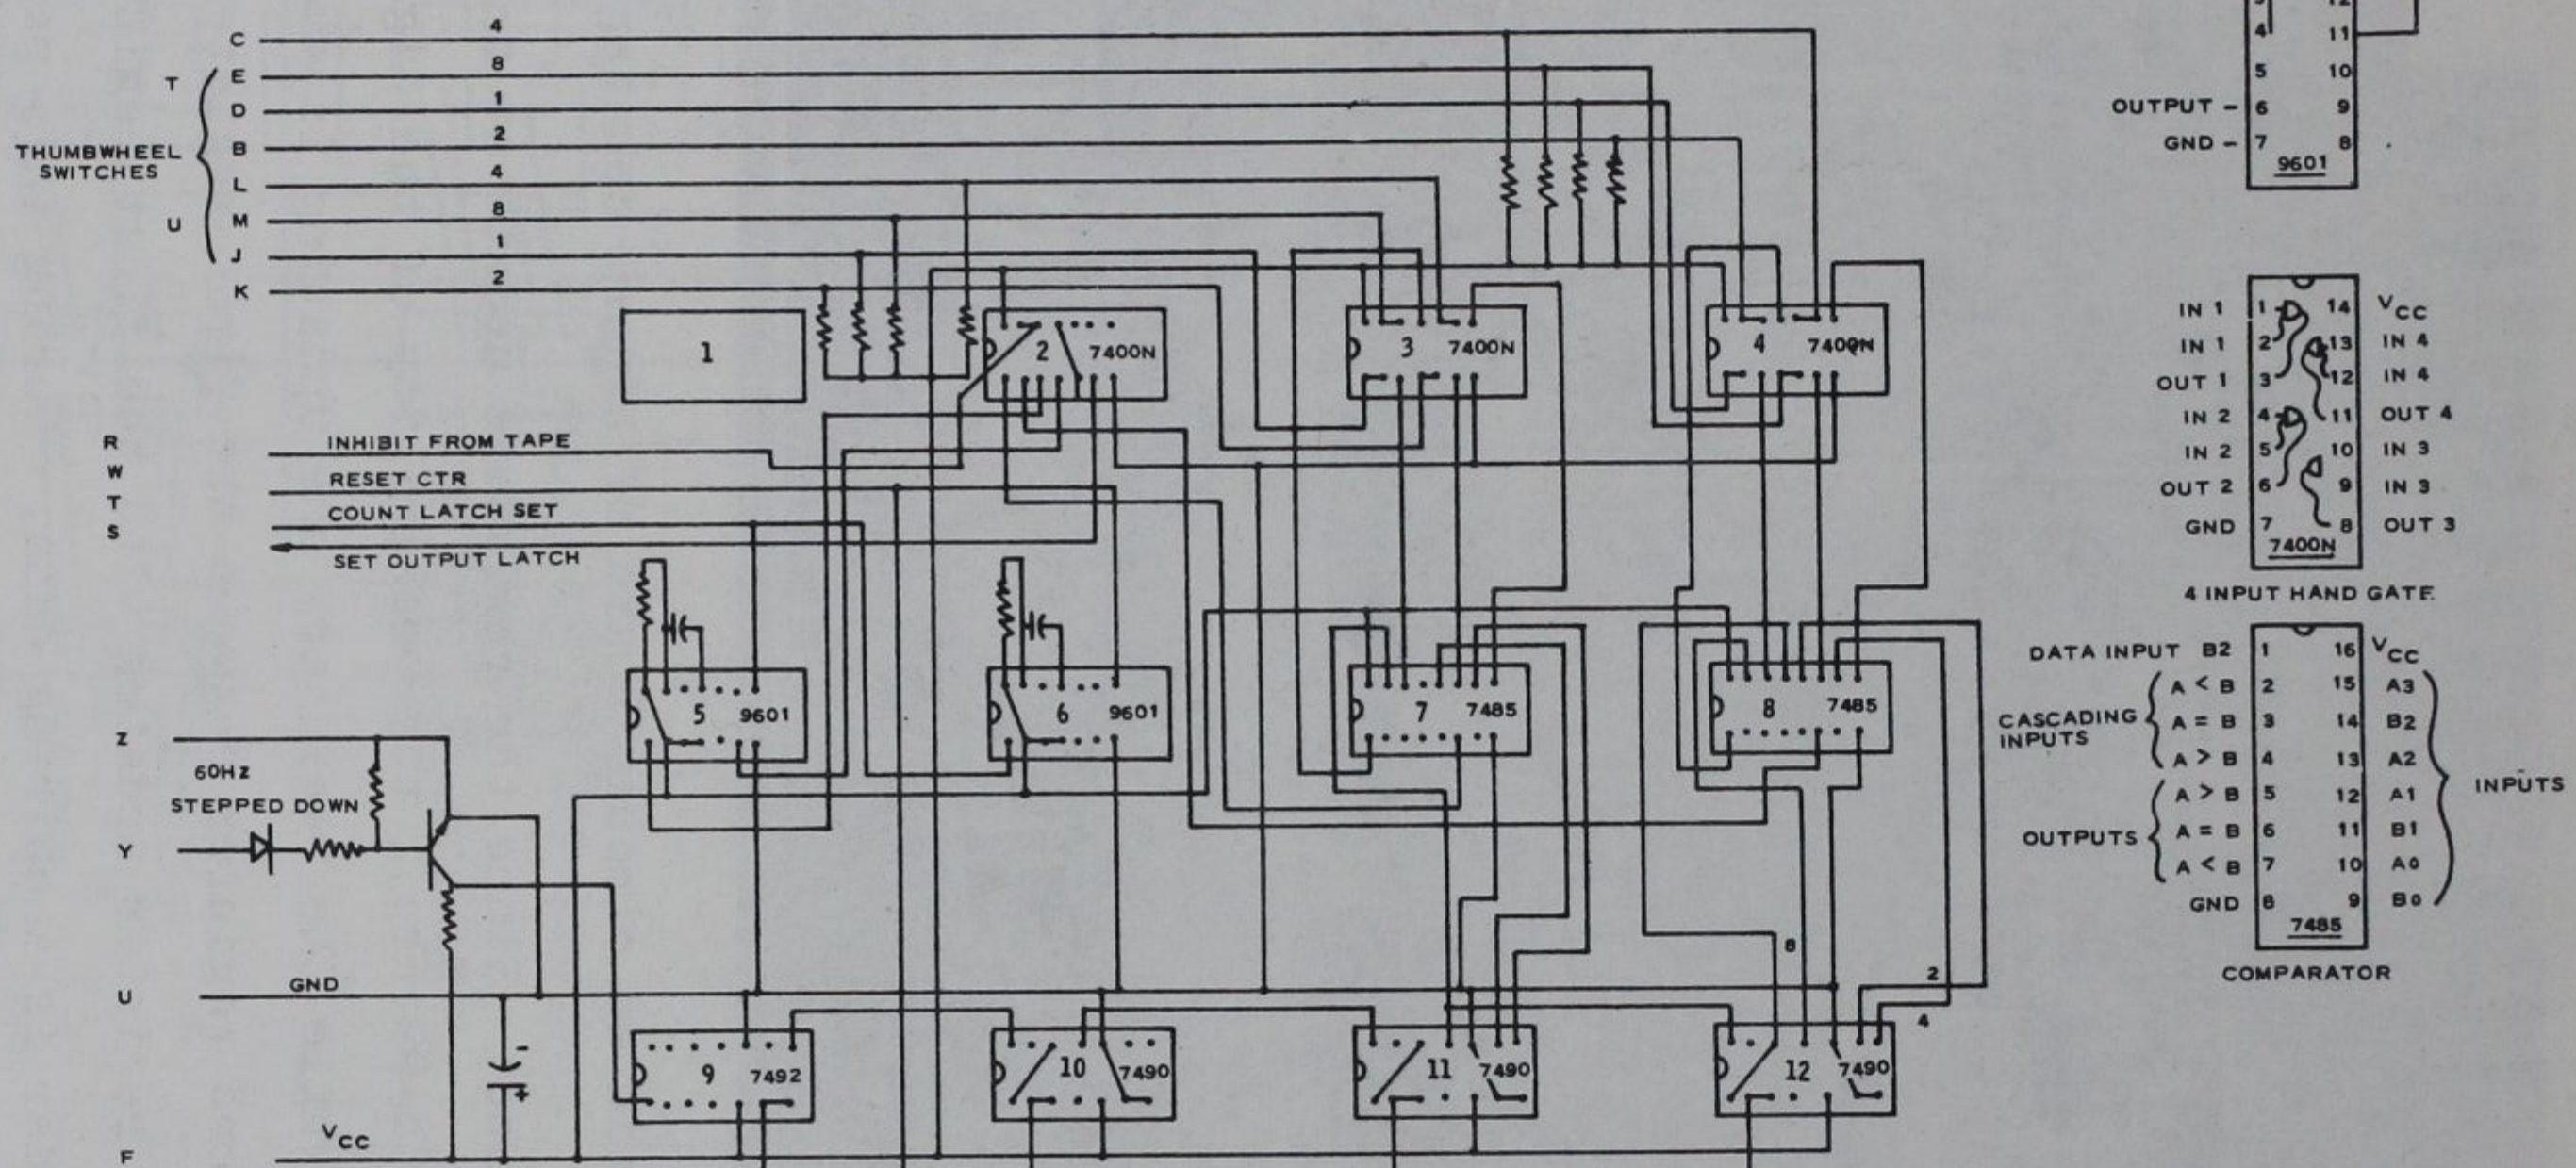 C 4
E 8
T
D 1
B 2
THUMBWHEEL
SWITCHES
L 4
M 8
U
J 1
K 2
1
2 7400N
3 7400N
4 7400N
R INHIBIT FROM TAPE
W RESET CTR
T COUNT LATCH SET
S SET OUTPUT LATCH
5 9601
6 9601
7 7485
8 7485
Z
60HZ
STEPPED DOWN
Y
8
2
4
U GND
9 7492
10 7490
11 7490
12 7490
VCC
F
4 11
5 10
OUTPUT - 6 9
GND - 7 8
9601
IN 1 1 14 VCC
IN 1 2 13 IN 4
OUT 1 3 12 IN 4
IN 2 4 11 OUT 4
IN 2 5 10 IN 3
OUT 2 6 9 IN 3
GND 7 8 OUT 3
7400N
4 INPUT HAND GATE
DATA INPUT B2 1 16 VCC
A < B 2 15 A3
CASCADING
INPUTS
A = B 3 14 B2
A > B 4 13 A2
A > B 5 12 A1
INPUTS
OUTPUTS
A = B 6 11 B1
A < B 7 10 A0
GND 8 9 B0
7485
COMPARATOR